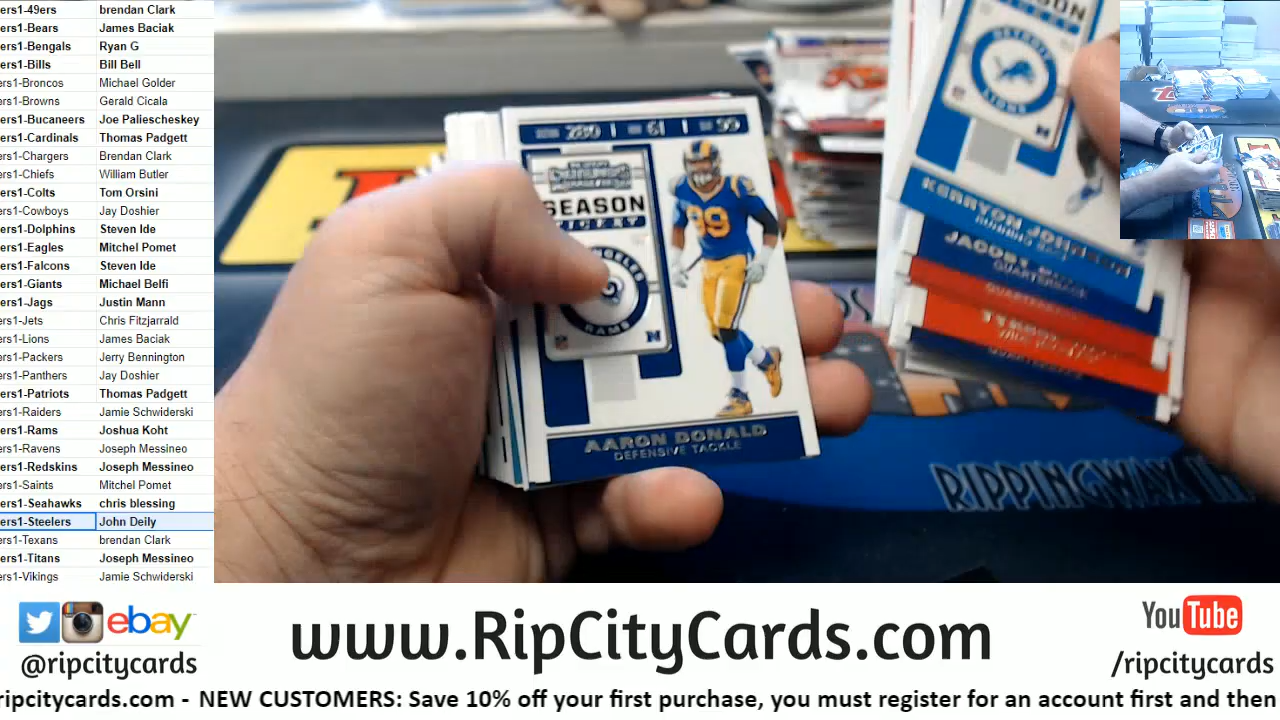 ers1-49ers brendan Clark
ers1-Bears James Baciak
ers1-Bengals Ryan G
ers1-Bills Bill Bell
ers1-Broncos Michael Golder
ers1-Browns Gerald Cicala
ers1-Bucaneers Joe Paliescheskey
ers1-Cardinals Thomas Padgett
ers1-Chargers Brendan Clark
ers1-Chiefs William Butler
ers1-Colts Tom Orsini
ers1-Cowboys Jay Doshier
ers1-Dolphins Steven Ide
ers1-Eagles Mitchel Pomet
ers1-Falcons Steven Ide
ers1-Giants Michael Belfi
ers1-Jags Justin Mann
ers1-Jets Chris Fitzjarrald
ers1-Lions James Baciak
ers1-Packers Jerry Bennington
ers1-Panthers Jay Doshier
ers1-Patriots Thomas Padgett
ers1-Raiders Jamie Schwiderski
ers1-Rams Joshua Koht
ers1-Ravens Joseph Messineo
ers1-Redskins Joseph Messineo
ers1-Saints Mitchel Pomet
ers1-Seahawks chris blessing
ers1-Steelers John Deily
ers1-Texans brendan Clark
ers1-Titans Joseph Messineo
ers1-Vikings Jamie Schwiderski
280 | 61 | 99
SEASON
TICKET
99
RAMS
AARON DONALD
DEFENSIVE TACKLE
DETROIT
LIONS
KERRYON JOHNSON
RUNNING BACK
JACOBY
QUARTERBACK
RIPPINGWAX
ebay
@ripcitycards
www.RipCityCards.com
YouTube
/ripcitycards
ripcitycards.com - NEW CUSTOMERS: Save 10% off your first purchase, you must register for an account first and then